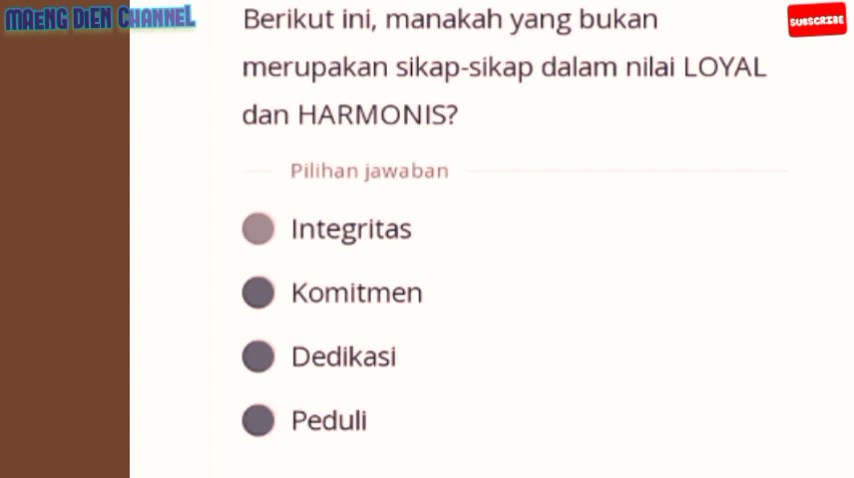 MAENG DIEN CHANNEL
SUBSCRIBE
Berikut ini, manakah yang bukan
merupakan sikap-sikap dalam nilai LOYAL
dan HARMONIS?
Pilihan jawaban
Integritas
Komitmen
Dedikasi
Peduli